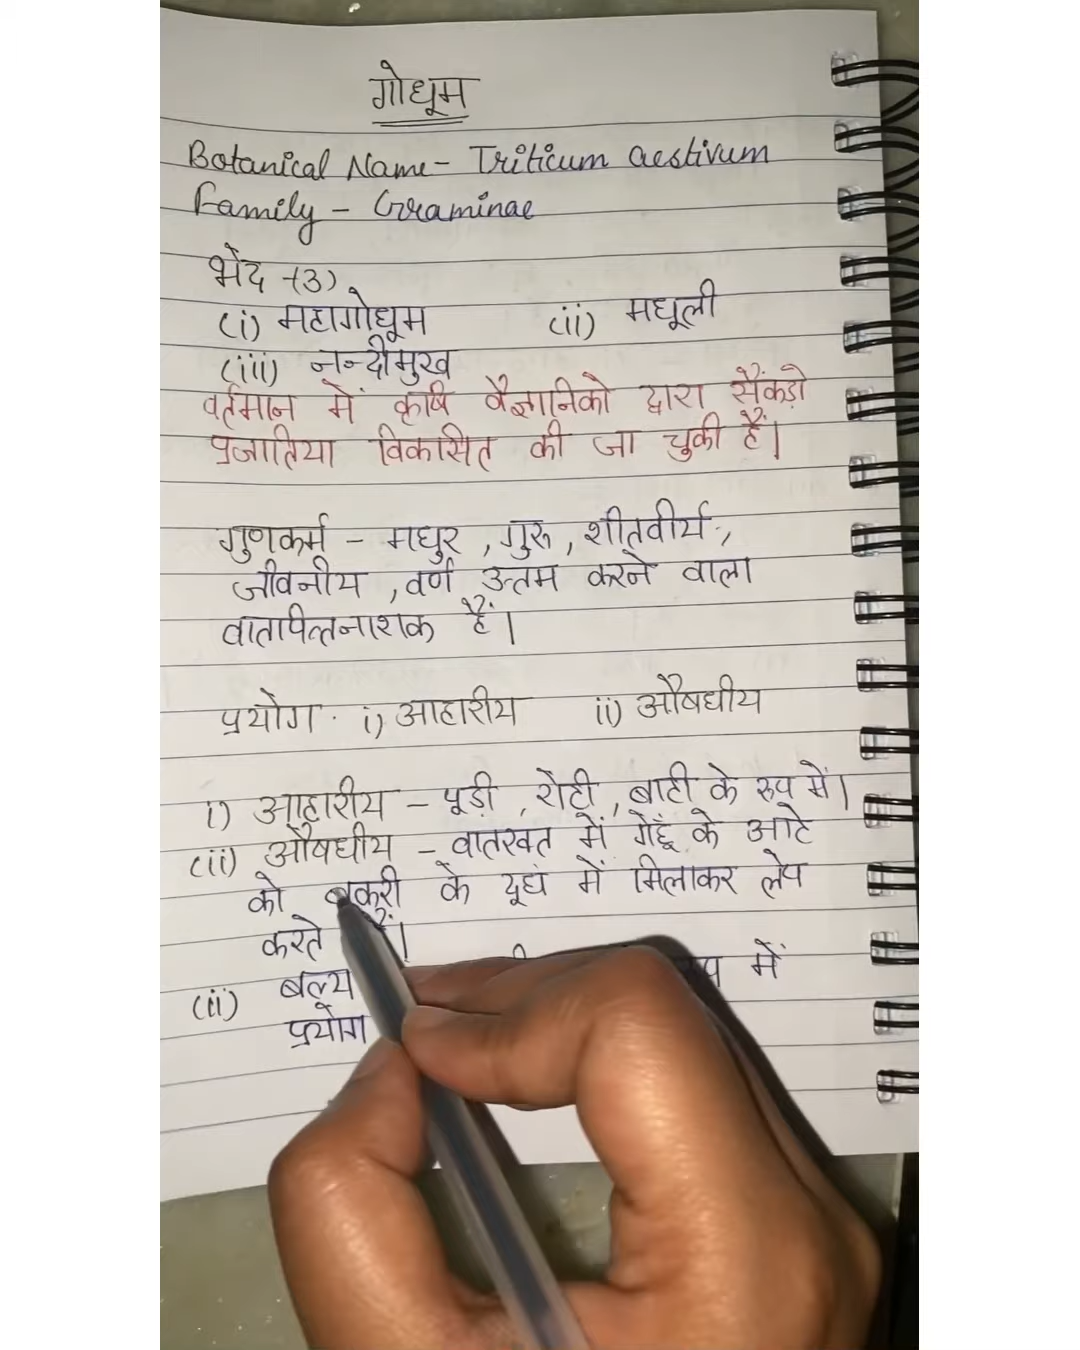 गोधूम
Botanical Name - Triticum aestivum
Family - Graminae
भेद -(3)
(i) महागोधूम (ii) मधूली
(iii) नन्दीमुख
वर्तमान में कृषि वैज्ञानिको द्वारा सैंकड़ो
प्रजातिया विकसित की जा चुकी हैं।
गुणकर्म - मधुर , गुरु , शीतवीर्य ,
जीवनीय , वर्ण उत्तम करने वाला
वातपित्तनाशक हैं।
प्रयोग . i) आहारीय ii) औषधीय
i) आहारीय - पूड़ी , रोटी , बाटी के रूप में।
(ii) औषधीय - वातरक्त में गेहूँ के आटे
को बकरी के दूध में मिलाकर लेप
करते हैं।
(ii) बल्य में
प्रयोग